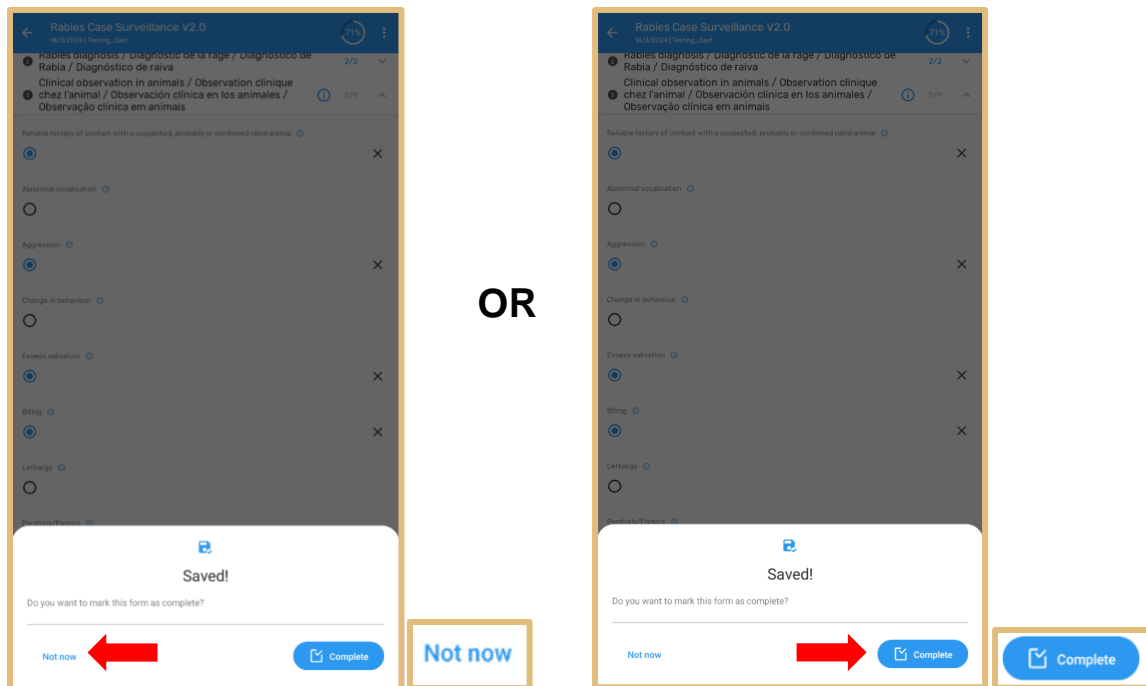 Rabies Case Surveillance V2.0
14/3/2024 | Testing_East
71%
Rabies diagnosis / Diagnostic de la rage / Diagnóstico de
Rabia / Diagnóstico de raiva
2/2
Clinical observation in animals / Observation clinique
chez l'animal / Observación clínica en los animales /
Observação clínica em animais
5/9
Reliable history of contact with a suspected, probably or confirmed rabid animal
Abnormal vocalisation
Aggression
Change in behaviour
Excess salivation
Biting
Lethargy
Paralysis/Paresis
Saved!
Do you want to mark this form as complete?
Not now
Complete
Not now
OR
Rabies Case Surveillance V2.0
14/3/2024 | Testing_East
71%
Rabies diagnosis / Diagnostic de la rage / Diagnóstico de
Rabia / Diagnóstico de raiva
2/2
Clinical observation in animals / Observation clinique
chez l'animal / Observación clínica en los animales /
Observação clínica em animais
5/9
Reliable history of contact with a suspected, probably or confirmed rabid animal
Abnormal vocalisation
Aggression
Change in behaviour
Excess salivation
Biting
Lethargy
Paralysis/Paresis
Saved!
Do you want to mark this form as complete?
Not now
Complete
Complete